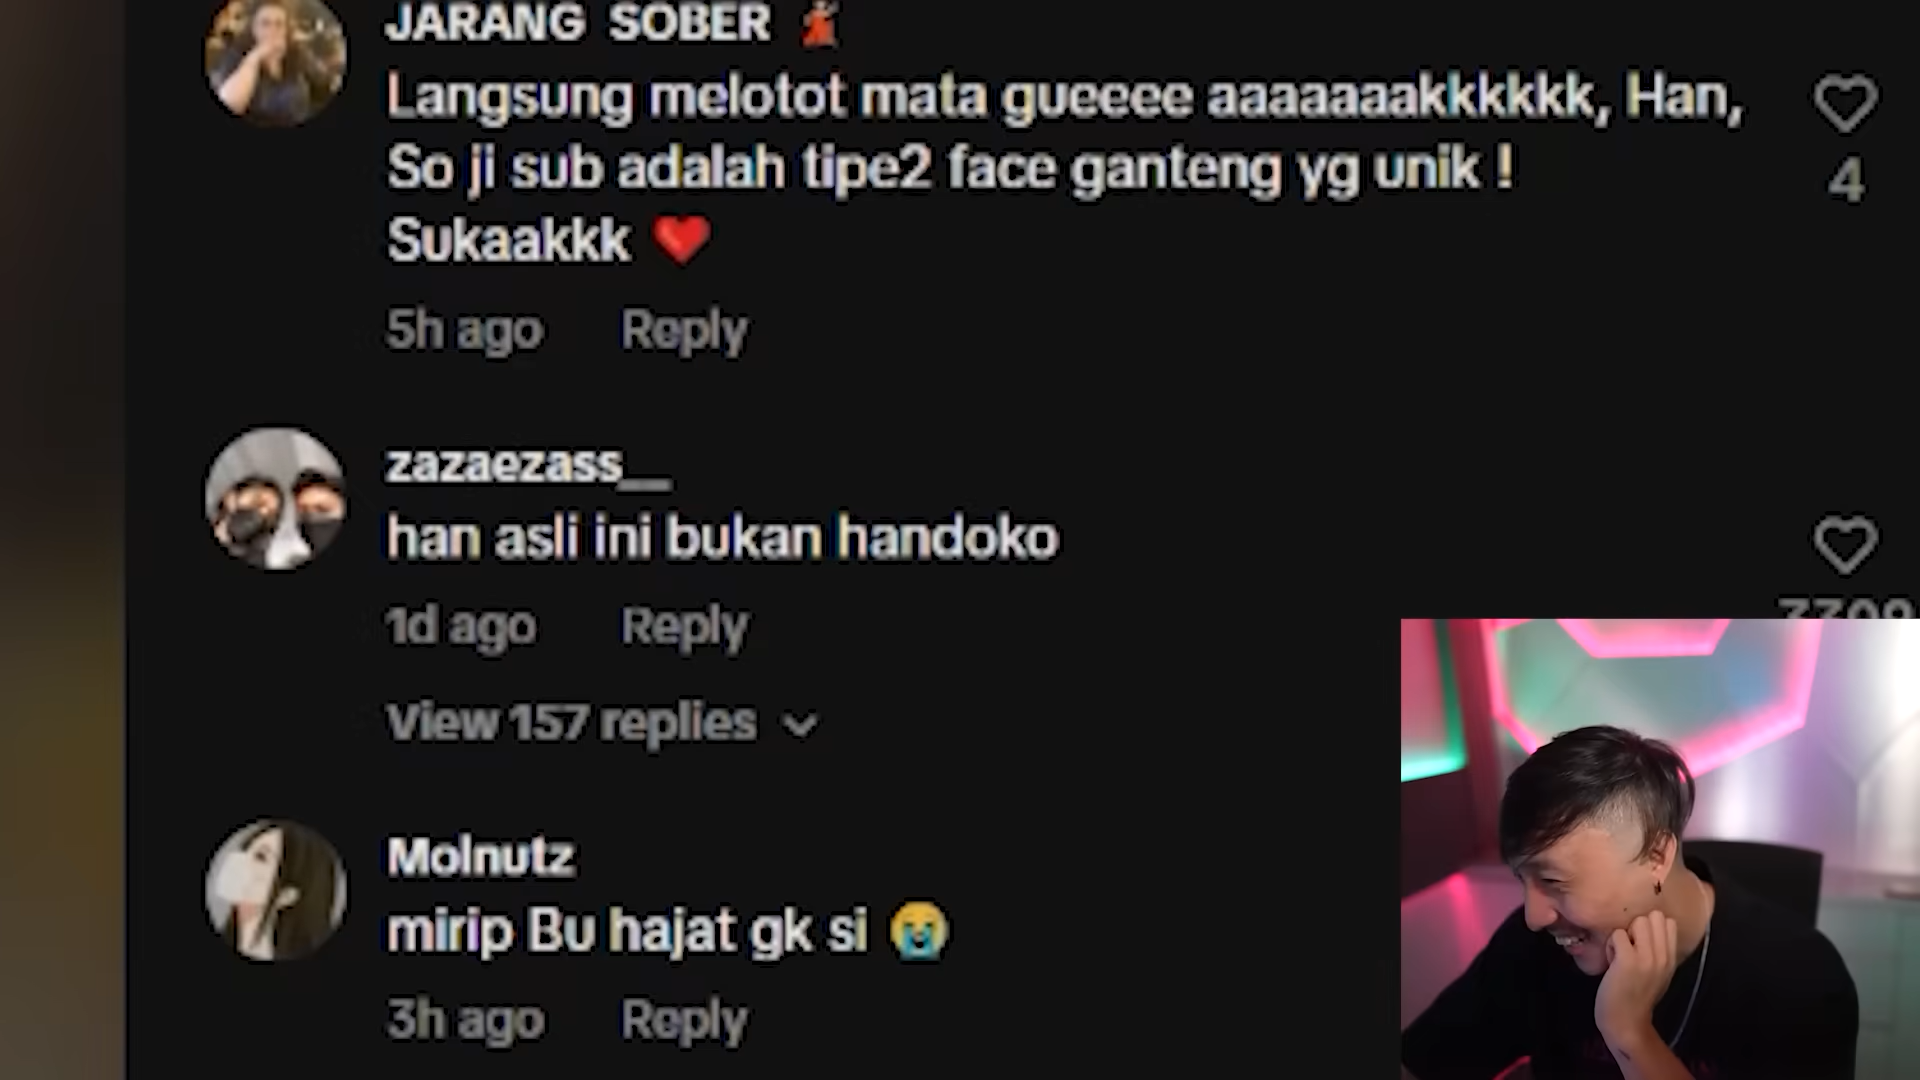 JARANG SOBER 💃
Langsung melotot mata gueeee aaaaaaakkkkkk, Han,
So ji sub adalah tipe2 face ganteng yg unik !
Sukaakkk ❤️
4
5h ago Reply
zazaezass__
han asli ini bukan handoko
1d ago Reply
View 157 replies
Molnutz
mirip Bu hajat gk si 😭
3h ago Reply